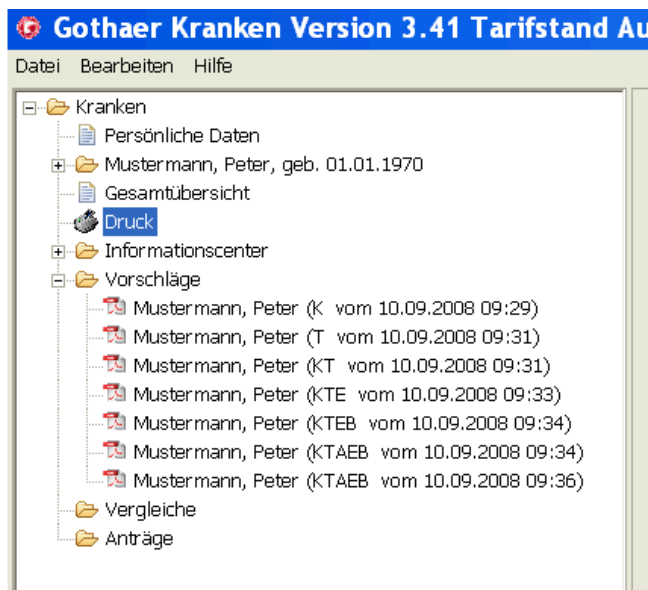 Gothaer Kranken Version 3.41 Tarifstand
Datei Bearbeiten Hilfe
Kranken
Persönliche Daten
Mustermann, Peter, geb. 01.01.1970
Gesamtübersicht
Druck
Informationscenter
Vorschläge
Mustermann, Peter (K vom 10.09.2008 09:29)
Mustermann, Peter (T vom 10.09.2008 09:31)
Mustermann, Peter (KT vom 10.09.2008 09:31)
Mustermann, Peter (KTE vom 10.09.2008 09:33)
Mustermann, Peter (KTEB vom 10.09.2008 09:34)
Mustermann, Peter (KTAEB vom 10.09.2008 09:34)
Mustermann, Peter (KTAEB vom 10.09.2008 09:36)
Vergleiche
Anträge